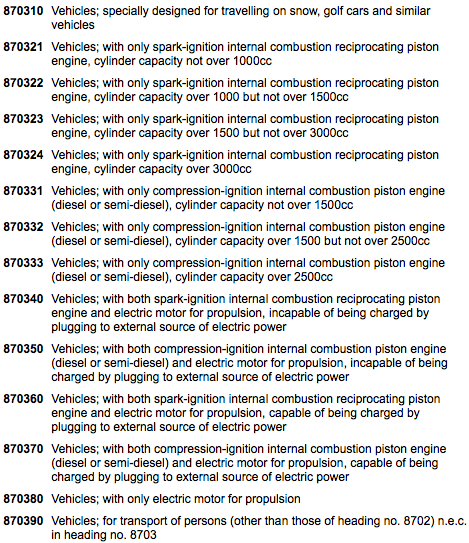 870310 Vehicles; specially designed for travelling on snow, golf cars and similar
vehicles
870321 Vehicles; with only spark-ignition internal combustion reciprocating piston
engine, cylinder capacity not over 1000cc
870322 Vehicles; with only spark-ignition internal combustion reciprocating piston
engine, cylinder capacity over 1000 but not over 1500cc
870323 Vehicles; with only spark-ignition internal combustion reciprocating piston
engine, cylinder capacity over 1500 but not over 3000cc
870324 Vehicles; with only spark-ignition internal combustion reciprocating piston
engine, cylinder capacity over 3000cc
870331 Vehicles; with only compression-ignition internal combustion piston engine
(diesel or semi-diesel), cylinder capacity not over 1500cc
870332 Vehicles; with only compression-ignition internal combustion piston engine
(diesel or semi-diesel), cylinder capacity over 1500 but not over 2500cc
870333 Vehicles; with only compression-ignition internal combustion piston engine
(diesel or semi-diesel), cylinder capacity over 2500cc
870340 Vehicles; with both spark-ignition internal combustion reciprocating piston
engine and electric motor for propulsion, incapable of being charged by
plugging to external source of electric power
870350 Vehicles; with both compression-ignition internal combustion piston engine
(diesel or semi-diesel) and electric motor for propulsion, incapable of being
charged by plugging to external source of electric power
870360 Vehicles; with both spark-ignition internal combustion reciprocating piston
engine and electric motor for propulsion, capable of being charged by
plugging to external source of electric power
870370 Vehicles; with both compression-ignition internal combustion piston engine
(diesel or semi-diesel) and electric motor for propulsion, capable of being
charged by plugging to external source of electric power
870380 Vehicles; with only electric motor for propulsion
870390 Vehicles; for transport of persons (other than those of heading no. 8702) n.e.c.
in heading no. 8703